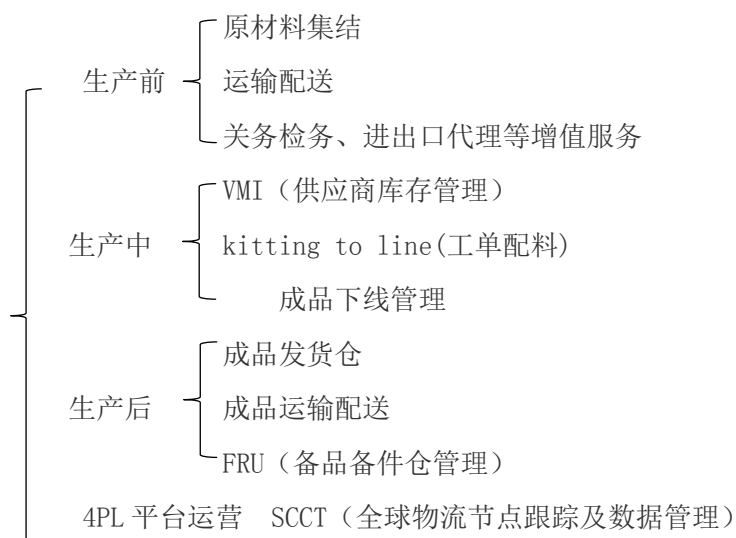 原材料集结
生产前 运输配送
关务检务、进出口代理等增值服务
VMI（供应商库存管理）
生产中 kitting to line(工单配料)
成品下线管理
成品发货仓
生产后 成品运输配送
FRU（备品备件仓管理）
4PL 平台运营 SCCT（全球物流节点跟踪及数据管理）